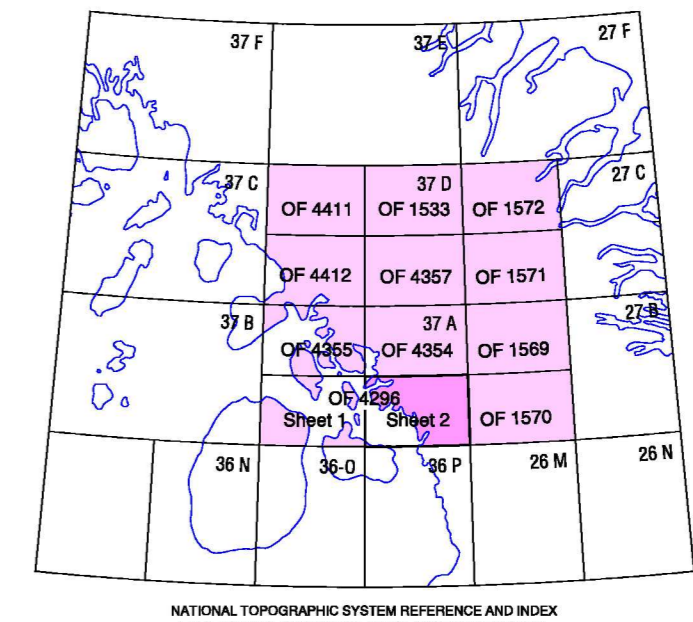 37 F
37 E
27 F
37 C
37 D
27 C
OF 4411
OF 1533
OF 1572
OF 4412
OF 4357
OF 1571
37 B
37 A
27 B
OF 4355
OF 4354
OF 1569
OF 4296
Sheet 1
Sheet 2
OF 1570
36 N
36-O
36 P
26 M
26 N
NATIONAL TOPOGRAPHIC SYSTEM REFERENCE AND INDEX